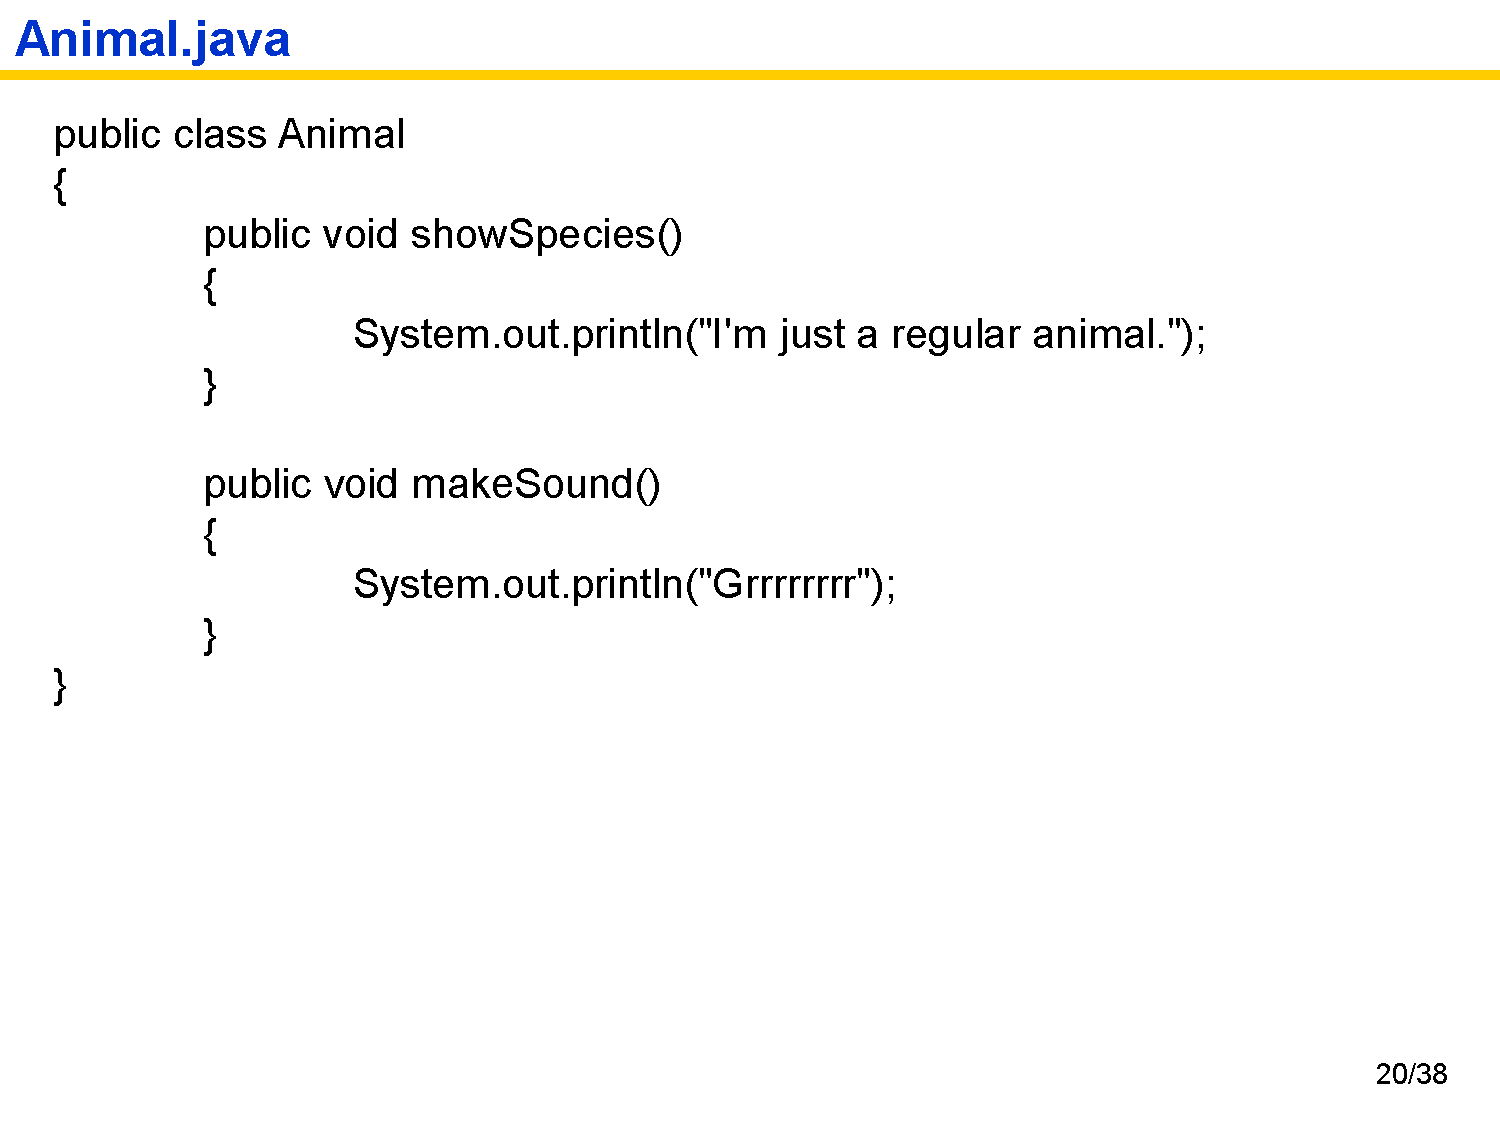 Animal.java
public class Animal
{
public void showSpecies()
{
System.out.println("I'm just a regular animal.");
}
public void makeSound()
{
System.out.println("Grrrrrrrr");
}
}
20/38